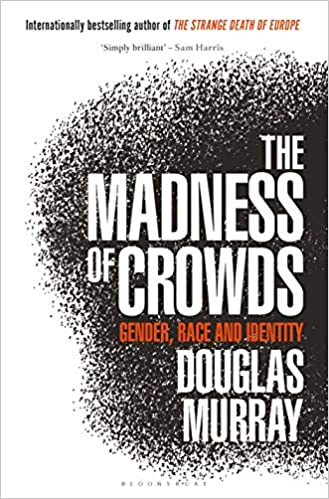 Internationally bestselling author of THE STRANGE DEATH OF EUROPE
‘Simply brilliant’ – Sam Harris
THE
MADNESS
OF CROWDS
GENDER, RACE AND IDENTITY
DOUGLAS
MURRAY
BLOOMSBURY